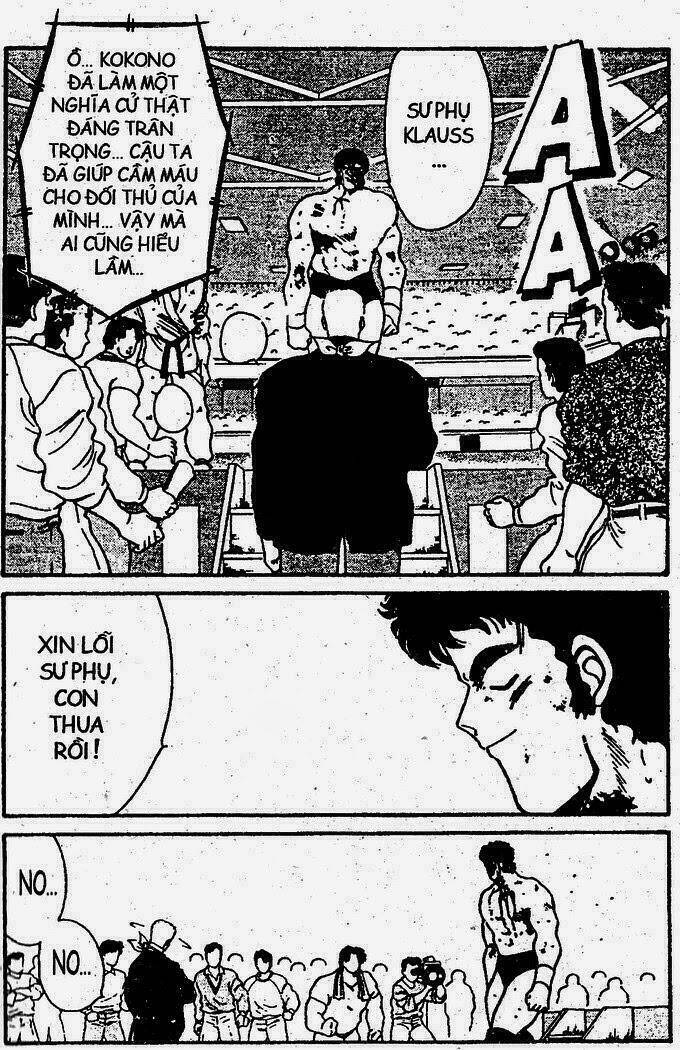 Ồ... KOKONO
ĐÃ LÀM MỘT
NGHĨA CỬ THẬT
ĐÁNG TRÂN
TRỌNG... CẬU TA
ĐÃ GIÚP CẦM MÁU
CHO ĐỐI THỦ CỦA
MÌNH... VẬY MÀ
AI CŨNG HIỂU
LẦM...
SƯ PHỤ
KLAUSS
...
A
A
XIN LỖI
SƯ PHỤ,
CON
THUA
RỒI!
NO...
NO...